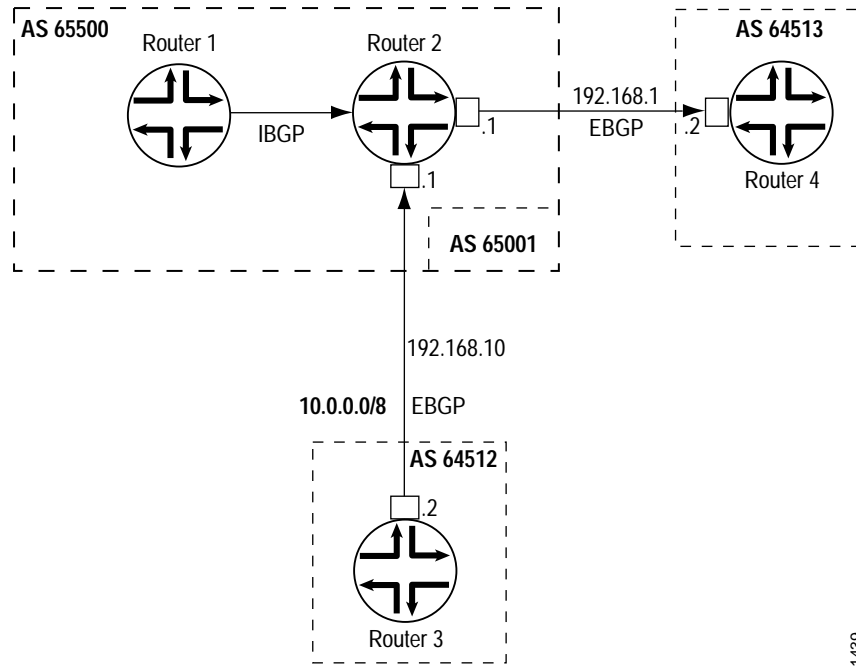 AS 65500
Router 1
Router 2
AS 64513
192.168.1
.1
.2
IBGP
EBGP
.1
Router 4
AS 65001
192.168.10
10.0.0.0/8 EBGP
AS 64512
.2
Router 3
1439